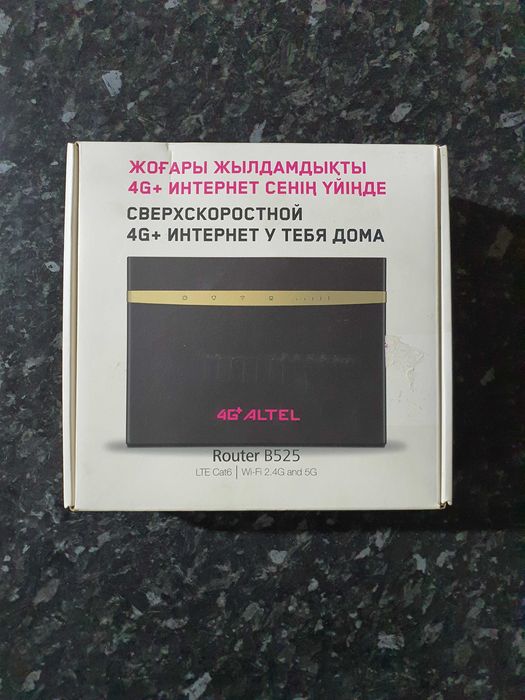 ЖОҒАРЫ ЖЫЛДАМДЫҚТЫ
4G+ ИНТЕРНЕТ СЕНІҢ ҮЙІҢДЕ
СВЕРХСКОРОСТНОЙ
4G+ ИНТЕРНЕТ У ТЕБЯ ДОМА
4G+ ALTEL
Router B525
LTE Cat6 | Wi-Fi 2.4G and 5G